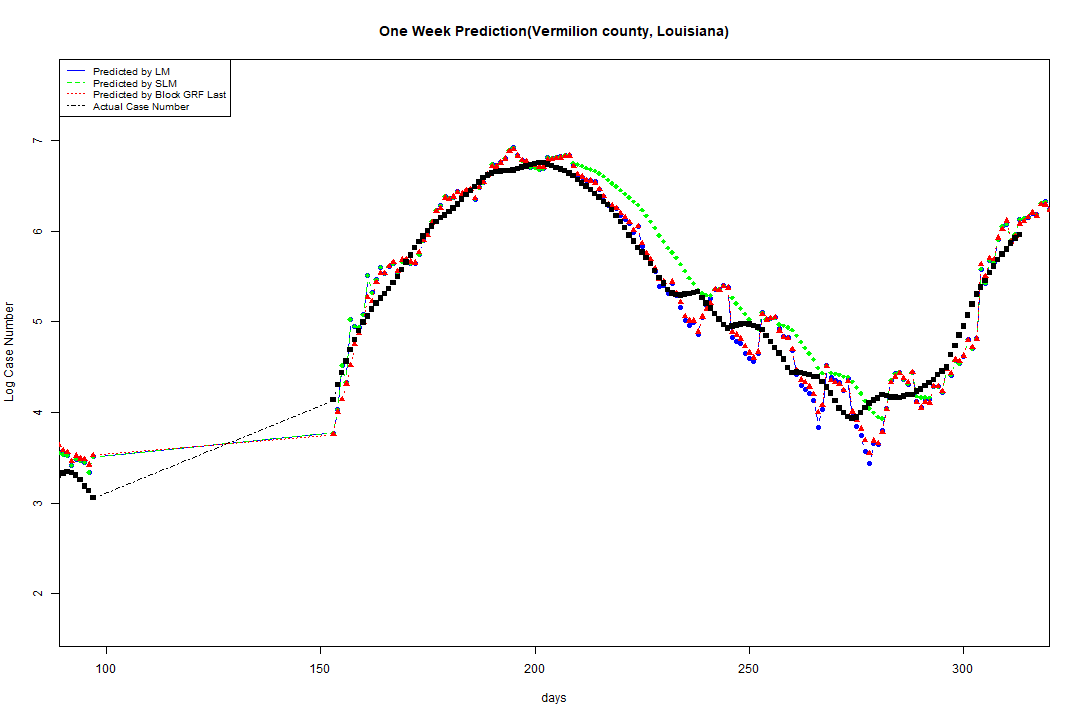 One Week Prediction(Vermilion county, Louisiana)
Predicted by LM
Predicted by SLM
Predicted by Block GRF Last
Actual Case Number
7
6
5
4
3
2
Log Case Number
100 150 200 250 300
days